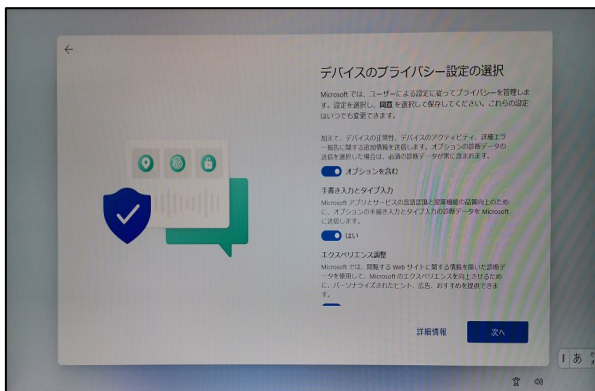 デバイスのプライバシー設定の選択
Microsoft では、ユーザーによる設定に従ってプライバシーを管理しま
す。設定を選択し、同意 を選択して保存してください。これらの設定
はいつでも変更できます。
加えて、デバイスの正常性、デバイスのアクティビティ、詳細エラ
ー報告に関する追加情報を送信します。オプションの診断データの
送信を選択した場合は、必須の診断データが常に含まれます。
オプションを含む
手書き入力とタイプ入力
Microsoft アプリとサービスの言語認識と提案機能の品質向上のため
に、オプションの手書き入力とタイプ入力の診断データを Microsoft
に送信します。
はい
エクスペリエンス調整
Microsoft では、閲覧する Web サイトに関する情報を除いた診断デ
ータを使用して、Microsoft のエクスペリエンスを向上させるため
に、パーソナライズされたヒント、広告、おすすめを提供できま
す。
詳細情報
次へ
あ